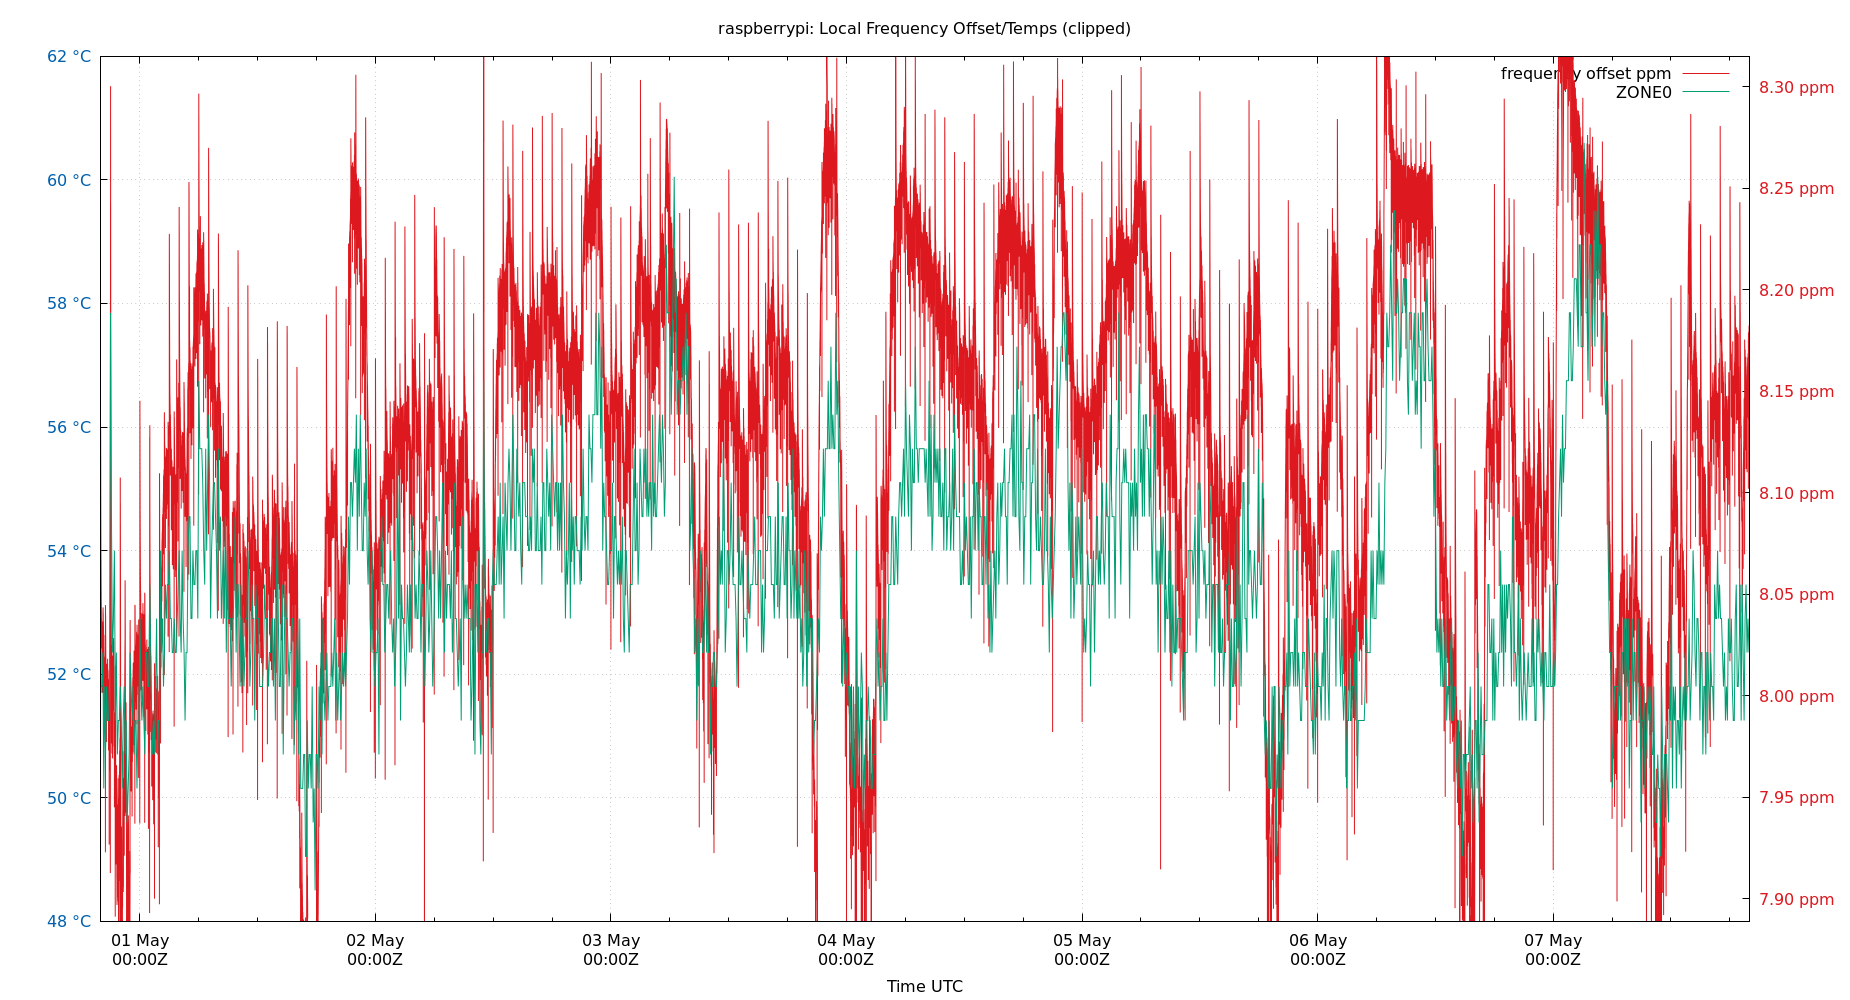 raspberrypi: Local Frequency Offset/Temps (clipped)
62 °C
60 °C
58 °C
56 °C
54 °C
52 °C
50 °C
48 °C
frequency offset ppm
ZONE0
8.30 ppm
8.25 ppm
8.20 ppm
8.15 ppm
8.10 ppm
8.05 ppm
8.00 ppm
7.95 ppm
7.90 ppm
01 May 02 May 03 May 04 May 05 May 06 May 07 May
00:00Z 00:00Z 00:00Z 00:00Z 00:00Z 00:00Z 00:00Z
Time UTC